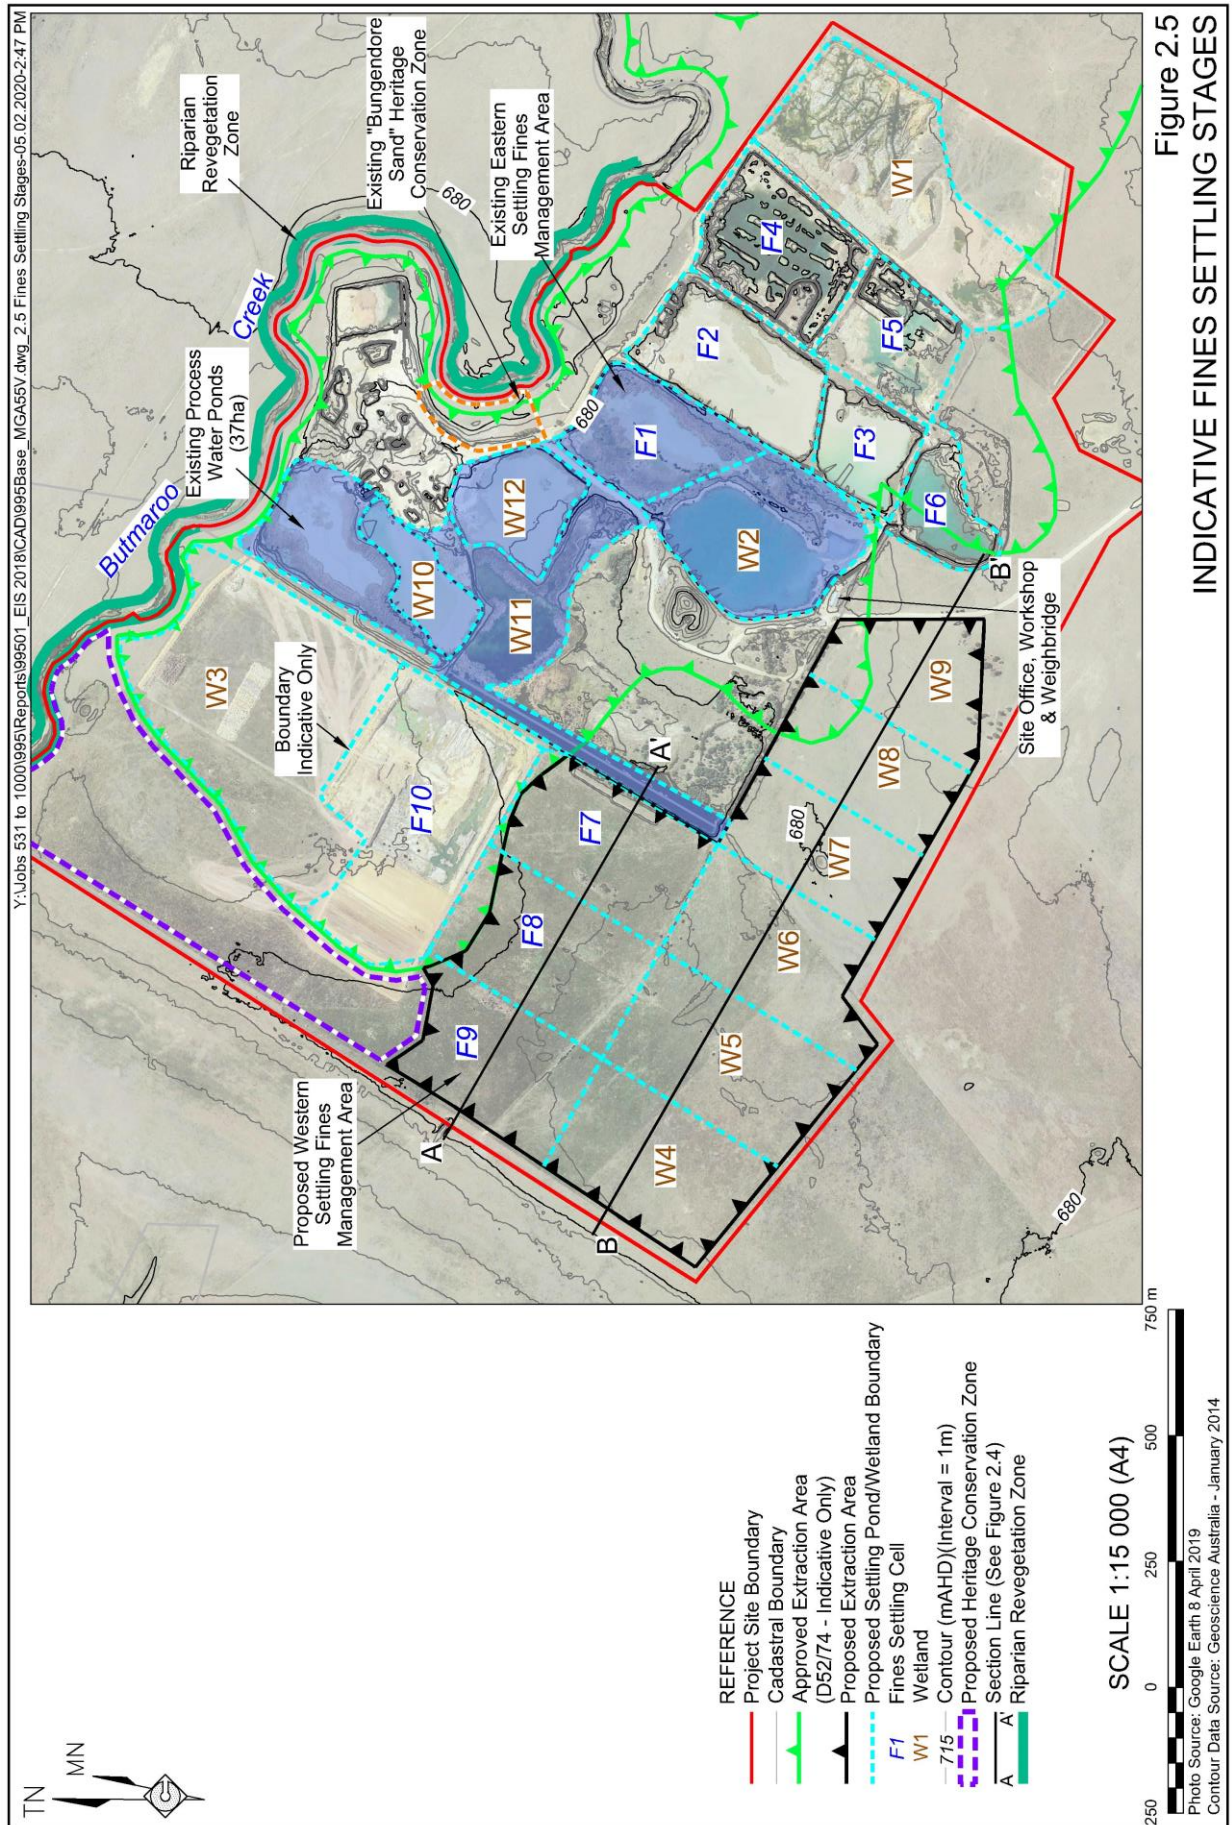 Y:\Jobs 531 to 1000\995\Reports\99501_EIS 2018\CAD\995Base_MGA55V.dwg_2.5 Fines Settling Stages-05.02.2020-2:47 PM
TN
MN
Butmaroo
Creek
Riparian
Revegetation
Zone
Existing Process
Water Ponds
(37ha)
Existing "Bungendore
Sand" Heritage
Conservation Zone
Existing Eastern
Settling Fines
Management Area
Boundary
Indicative Only
Proposed Western
Settling Fines
Management Area
Site Office, Workshop
& Weighbridge
680
680
680
680
W3
F10
W10
W11
W12
F1
F2
F4
W1
F5
F3
F6
W2
F7
F8
F9
W4
W5
W6
W7
W8
W9
A
A'
B
B'
REFERENCE
Project Site Boundary
Cadastral Boundary
Approved Extraction Area
(D52/74 - Indicative Only)
Proposed Extraction Area
Proposed Settling Pond/Wetland Boundary
F1 Fines Settling Cell
W1 Wetland
715 Contour (mAHD)(Interval = 1m)
Proposed Heritage Conservation Zone
A A' Section Line (See Figure 2.4)
Riparian Revegetation Zone
SCALE 1:15 000 (A4)
250 0 250 500 750 m
Photo Source: Google Earth 8 April 2019
Contour Data Source: Geoscience Australia - January 2014
Figure 2.5
INDICATIVE FINES SETTLING STAGES